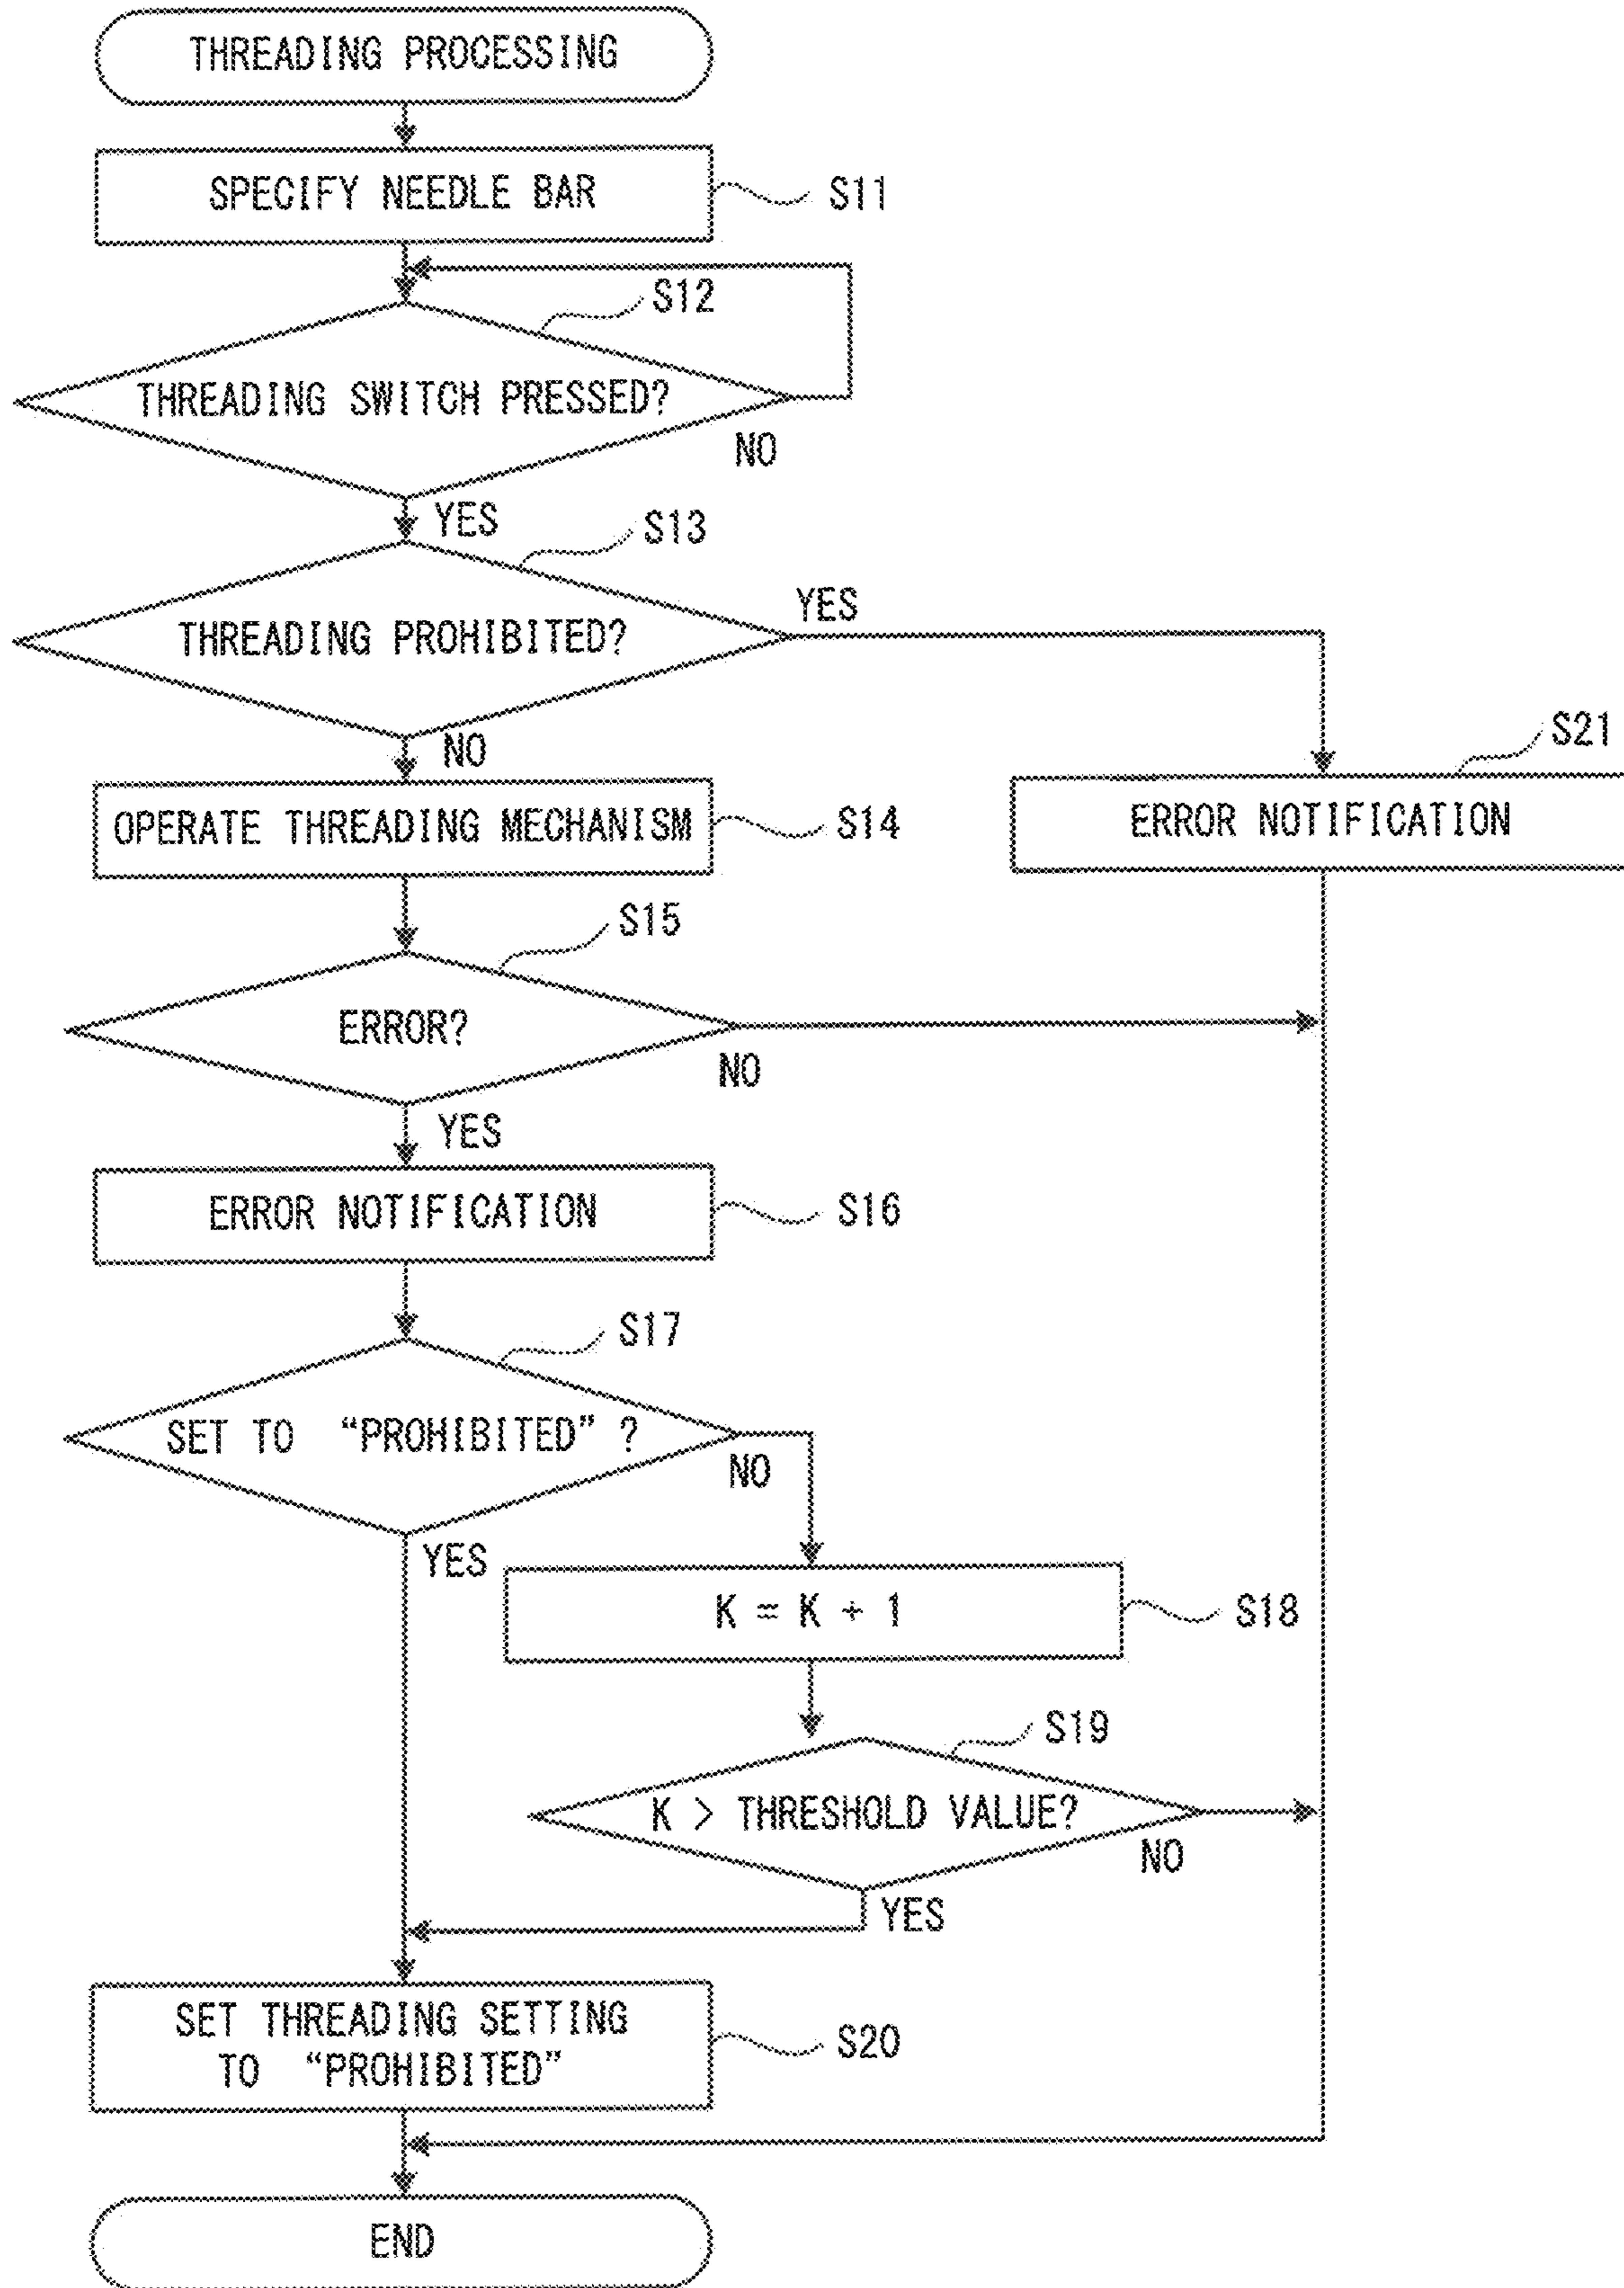 THREADING PROCESSING
SPECIFY NEEDLE BAR
S11
S12
THREADING SWITCH PRESSED?
NO
YES
S13
THREADING PROHIBITED?
YES
NO
S21
OPERATE THREADING MECHANISM
S14
ERROR NOTIFICATION
S15
ERROR?
NO
YES
ERROR NOTIFICATION
S16
S17
SET TO “PROHIBITED” ?
NO
YES
K = K + 1
S18
S19
K > THRESHOLD VALUE?
NO
YES
SET THREADING SETTING
TO “PROHIBITED”
S20
END